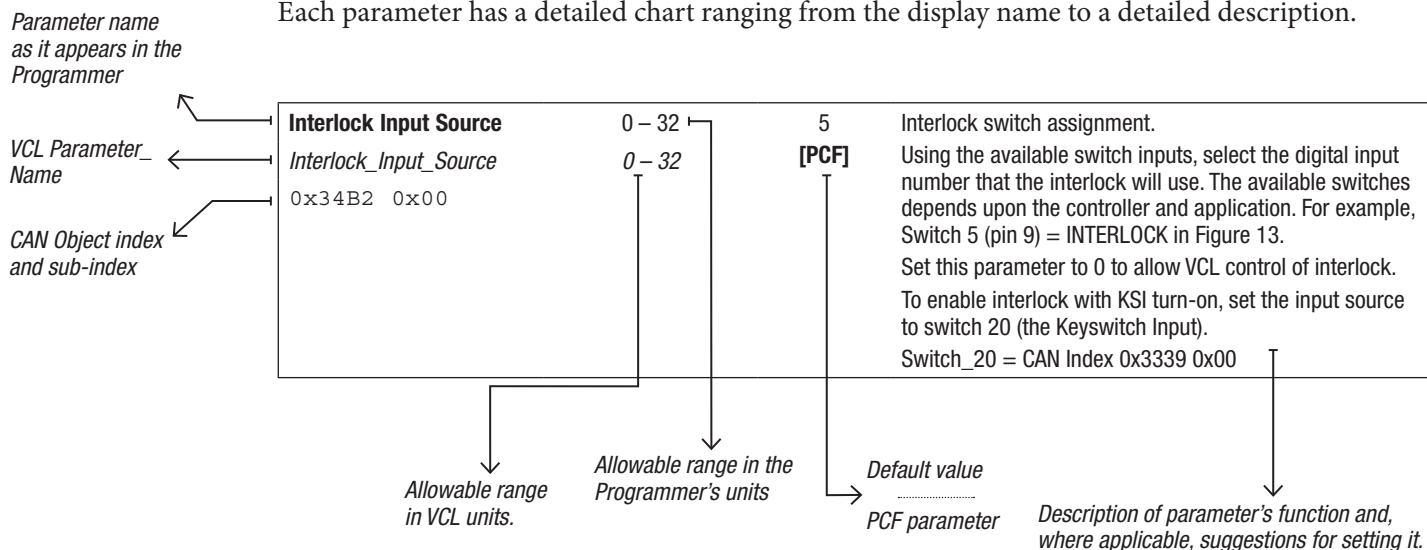 Each parameter has a detailed chart ranging from the display name to a detailed description.
Parameter name
as it appears in the
Programmer
VCL Parameter_
Name
CAN Object index
and sub-index
Interlock Input Source
Interlock_Input_Source
0x34B2 0x00
0 – 32
0 – 32
5
[PCF]
Interlock switch assignment.
Using the available switch inputs, select the digital input
number that the interlock will use. The available switches
depends upon the controller and application. For example,
Switch 5 (pin 9) = INTERLOCK in Figure 13.
Set this parameter to 0 to allow VCL control of interlock.
To enable interlock with KSI turn-on, set the input source
to switch 20 (the Keyswitch Input).
Switch_20 = CAN Index 0x3339 0x00
Allowable range
in VCL units.
Allowable range in the
Programmer’s units
Default value
PCF parameter
Description of parameter’s function and,
where applicable, suggestions for setting it.